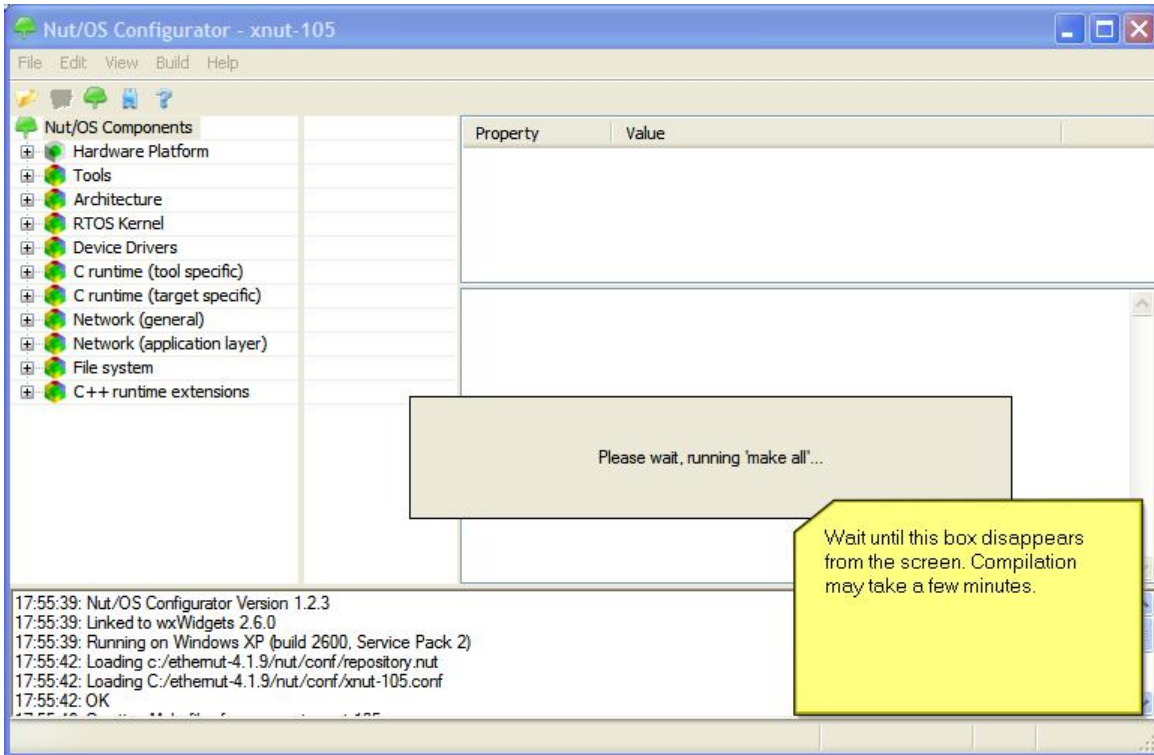 Nut/OS Configurator - xnut-105
File Edit View Build Help
Nut/OS Components
Property Value
Hardware Platform
Tools
Architecture
RTOS Kernel
Device Drivers
C runtime (tool specific)
C runtime (target specific)
Network (general)
Network (application layer)
File system
C++ runtime extensions
Please wait, running 'make all'...
Wait until this box disappears
from the screen. Compilation
may take a few minutes.
17:55:39: Nut/OS Configurator Version 1.2.3
17:55:39: Linked to wxWidgets 2.6.0
17:55:39: Running on Windows XP (build 2600, Service Pack 2)
17:55:42: Loading c:/ethernut-4.1.9/nut/conf/repository.nut
17:55:42: Loading C:/ethernut-4.1.9/nut/conf/xnut-105.conf
17:55:42: OK